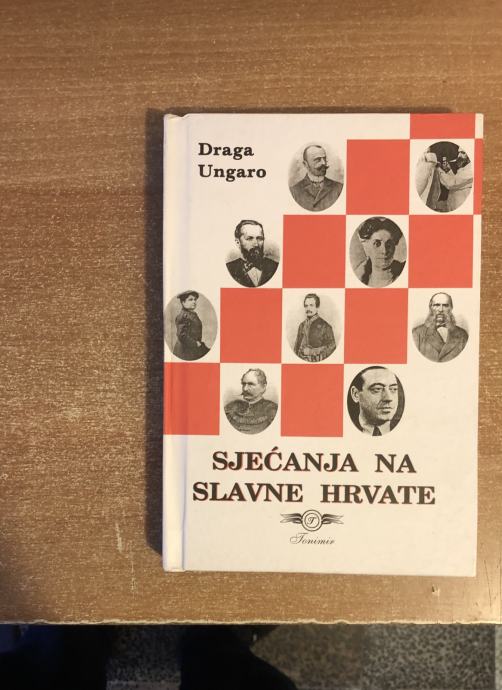 Draga
Ungaro
SJEĆANJA NA
SLAVNE HRVATE
T
Tonimir